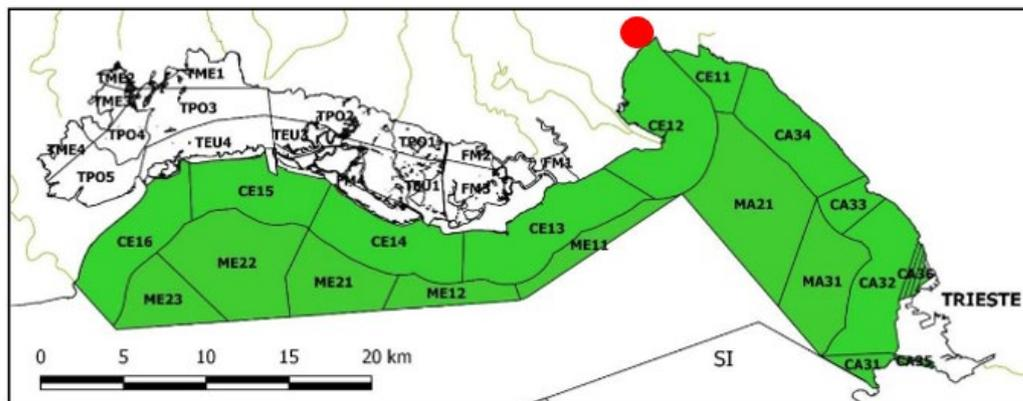 TME2
TME1
TME3
TPO3
TPO4
TME4
TPO5
TEU4
TEU3
TPO2
TPO1
FM2
FM1
FM4
TEU1
FM3
CE11
CE12
CA34
CA33
MA21
CE15
CE14
CE13
ME11
CE16
ME22
ME21
ME12
ME23
MA31
CA32
CA36
TRIESTE
CA31
CA35
SI
0 5 10 15 20 km